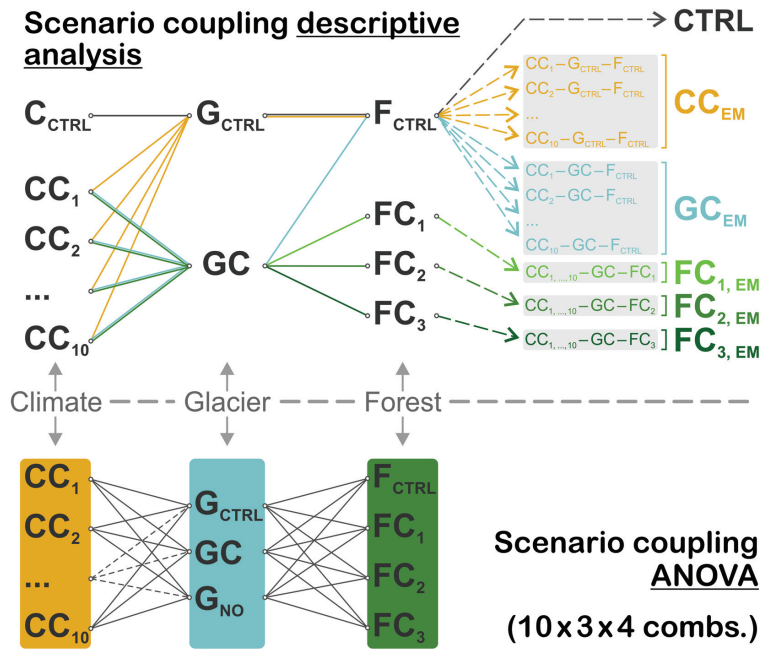 Scenario coupling descriptive
analysis
CTRL
C CTRL
G CTRL
F CTRL
CC1–GCTRL–FCTRL
CC2–GCTRL–FCTRL
...
CC10–GCTRL–FCTRL
CCEM
CC1
CC2
...
CC10
GC
FC1
FC2
FC3
CC1–GC–FCTRL
CC2–GC–FCTRL
...
CC10–GC–FCTRL
GCEM
CC1,...,10–GC–FC1
FC1, EM
CC1,...,10–GC–FC2
FC2, EM
CC1,...,10–GC–FC3
FC3, EM
Climate
Glacier
Forest
CC1
CC2
...
CC10
GCTRL
GC
GNO
FCTRL
FC1
FC2
FC3
Scenario coupling
ANOVA
(10 x 3 x 4 combs.)